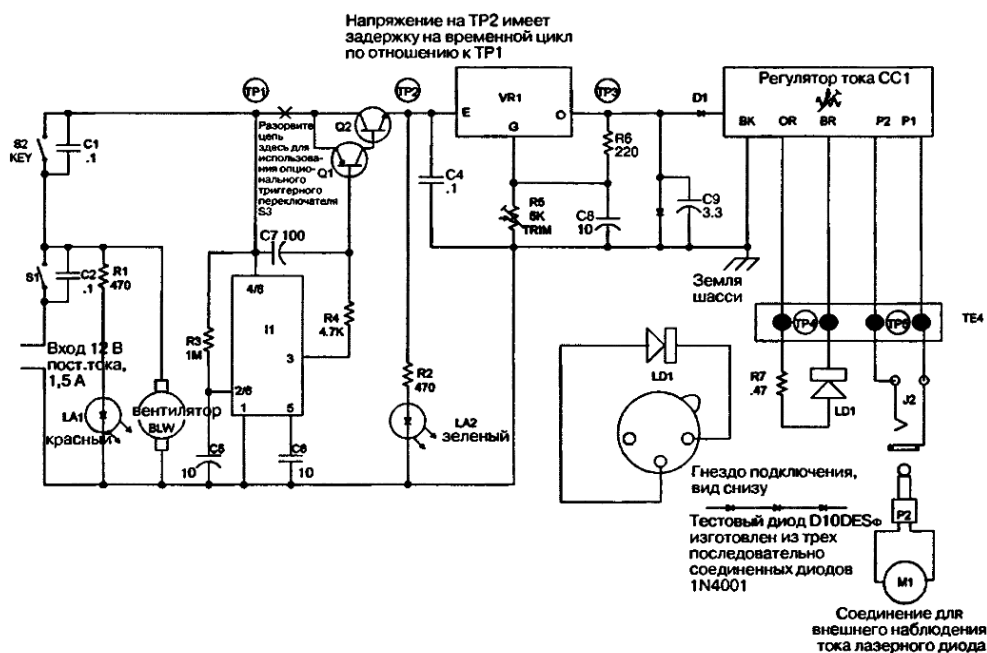 Напряжение на TP2 имеет
задержку на временной цикл
по отношению к TP1
TP1
TP2
TP3
VR1
E
O
G
D1
Регулятор тока CC1
BK
OR
BR
P2
P1
S2
KEY
C1
.1
Разорвите
цепь
здесь для
использова-
ния опцио-
нального
триггерного
переключателя
S3
Q2
Q1
C4
.1
R6
220
R5
5K
TRIM
C8
10
C9
3.3
Земля
шасси
C7 100
S1
C2
.1
R1
470
4/8
I1
3
2/6
1
5
R3
1M
R4
4.7K
R2
470
Вход 12 В
пост.тока,
1,5 А
LA1
красный
вентилятор
BLW
C5
10
C6
10
LA2
зеленый
TE4
TP4
TP5
R7
.47
LD1
J2
LD1
Гнездо подключения,
вид снизу
Тестовый диод D10DESФ
изготовлен из трех
последовательно
соединенных диодов
1N4001
P2
M1
Соединение для
внешнего наблюдения
тока лазерного диода